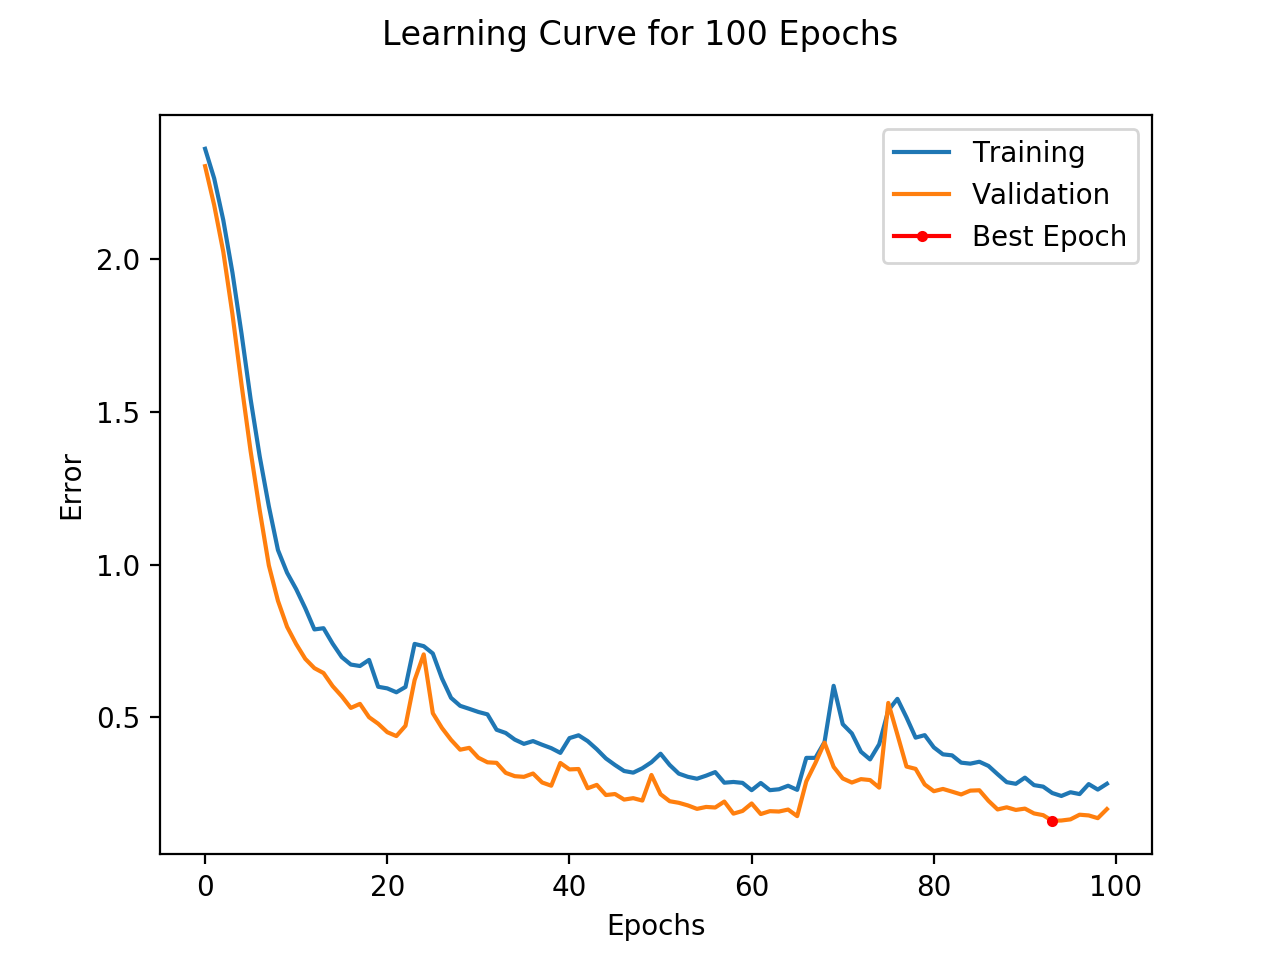 Learning Curve for 100 Epochs
Training
Validation
Best Epoch
2.0
1.5
1.0
0.5
Error
0 20 40 60 80 100
Epochs